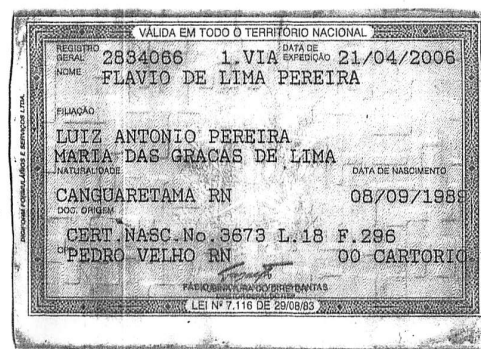 VÁLIDA EM TODO O TERRITÓRIO NACIONAL
REGISTRO GERAL 2834066 1.VIA DATA DE EXPEDIÇÃO 21/04/2006
NOME FLAVIO DE LIMA PEREIRA
FILIAÇÃO
LUIZ ANTONIO PEREIRA
MARIA DAS GRACAS DE LIMA
NATURALIDADE DATA DE NASCIMENTO
CANGUARETAMA RN 08/09/1989
DOC. ORIGEM
CERT.NASC.No.3673 L.18 F.296
PEDRO VELHO RN 00 CARTORIO
LEI Nº 7.116 DE 29/08/83